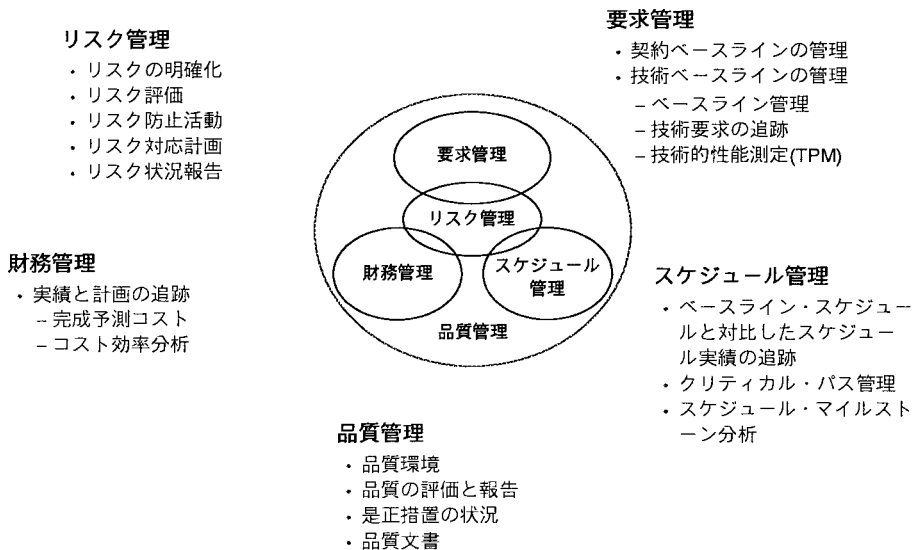 リスク管理
・リスクの明確化
・リスク評価
・リスク防止活動
・リスク対応計画
・リスク状況報告
要求管理
・契約ベースラインの管理
・技術ベースラインの管理
–ベースライン管理
–技術要求の追跡
–技術的性能測定(TPM)
要求管理
リスク管理
財務管理
スケジュール
管理
品質管理
財務管理
・実績と計画の追跡
–完成予測コスト
–コスト効率分析
スケジュール管理
・ベースライン・スケジュー
ルと対比したスケジュー
ル実績の追跡
・クリティカル・パス管理
・スケジュール・マイルスト
ーン分析
品質管理
・品質環境
・品質の評価と報告
・是正措置の状況
・品質文書